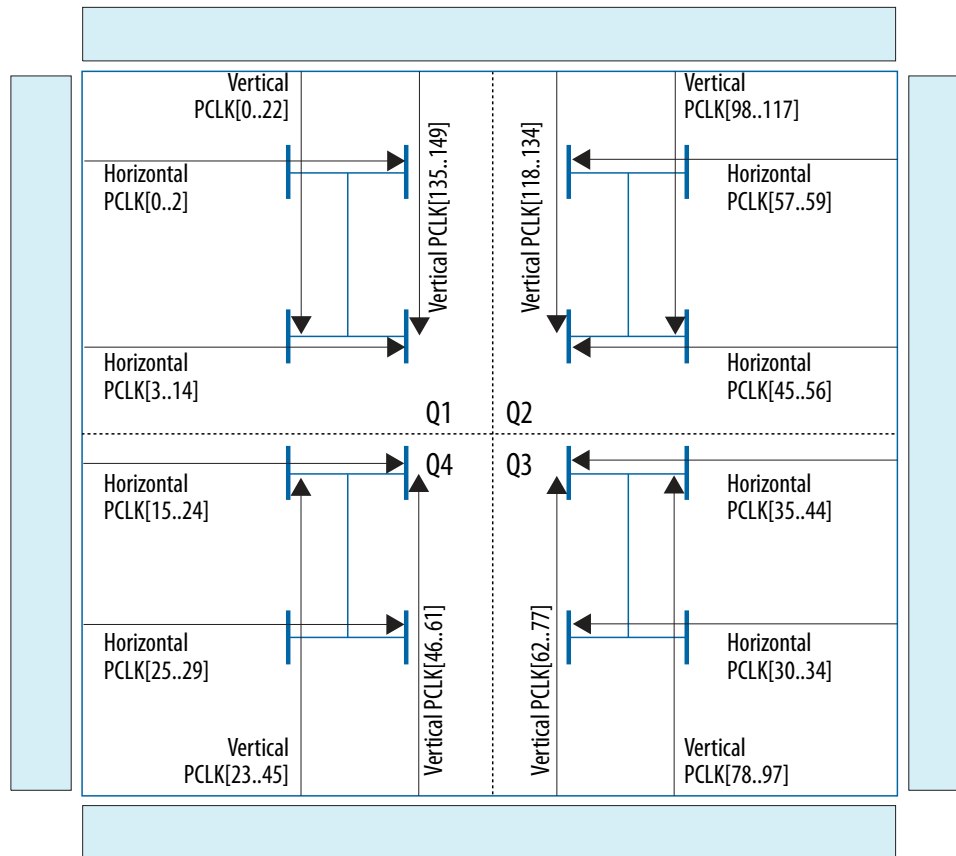 Vertical
PCLK[0..22]
Vertical
PCLK[98..117]
Vertical PCLK[135..149]
Vertical PCLK[118..134]
Horizontal
PCLK[0..2]
Horizontal
PCLK[57..59]
Horizontal
PCLK[3..14]
Horizontal
PCLK[45..56]
Q1
Q2
Q4
Q3
Horizontal
PCLK[15..24]
Horizontal
PCLK[35..44]
Vertical PCLK[46..61]
Vertical PCLK[62..77]
Horizontal
PCLK[25..29]
Horizontal
PCLK[30..34]
Vertical
PCLK[23..45]
Vertical
PCLK[78..97]